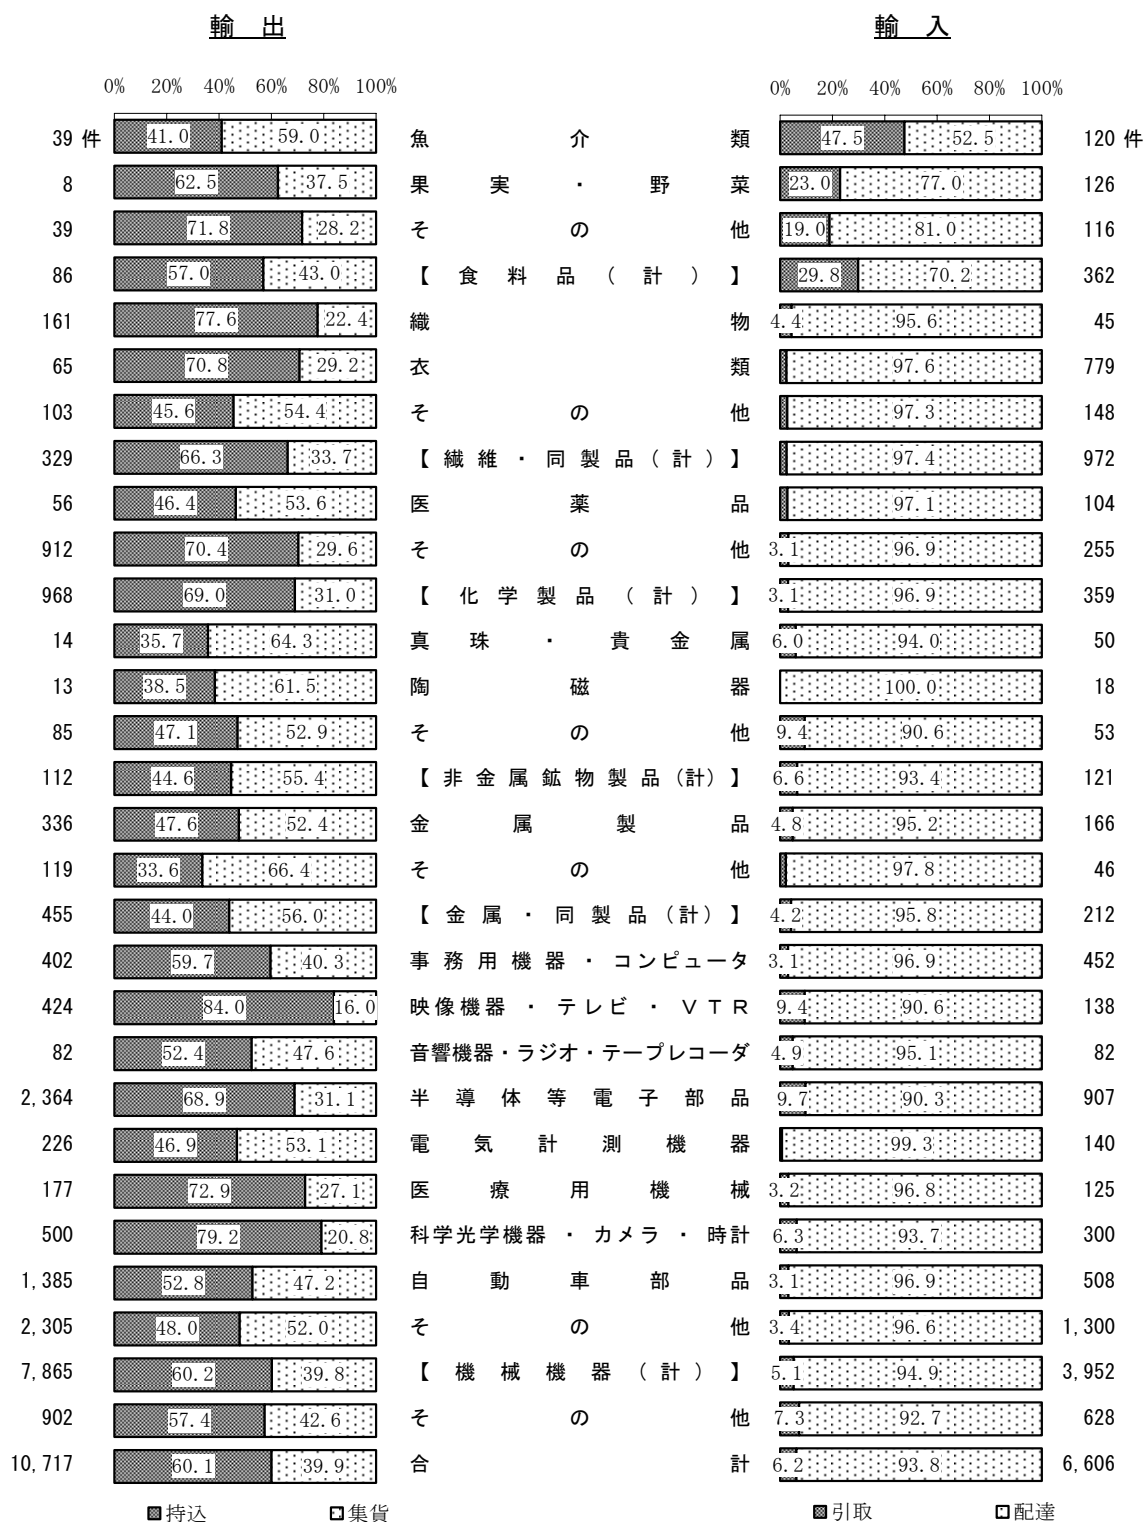 輸 出 輸 入
0% 20% 40% 60% 80% 100% 0% 20% 40% 60% 80% 100%
39 件 41.0 59.0 魚介類 47.5 52.5 120 件
8 62.5 37.5 果実・野菜 23.0 77.0 126
39 71.8 28.2 その他 19.0 81.0 116
86 57.0 43.0 【食料品(計)】 29.8 70.2 362
161 77.6 22.4 織物 4.4 95.6 45
65 70.8 29.2 衣類 97.6 779
103 45.6 54.4 その他 97.3 148
329 66.3 33.7 【繊維・同製品(計)】 97.4 972
56 46.4 53.6 医薬品 97.1 104
912 70.4 29.6 その他 3.1 96.9 255
968 69.0 31.0 【化学製品(計)】 3.1 96.9 359
14 35.7 64.3 真珠・貴金属 6.0 94.0 50
13 38.5 61.5 陶磁器 100.0 18
85 47.1 52.9 その他 9.4 90.6 53
112 44.6 55.4 【非金属鉱物製品(計)】 6.6 93.4 121
336 47.6 52.4 金属製品 4.8 95.2 166
119 33.6 66.4 その他 97.8 46
455 44.0 56.0 【金属・同製品(計)】 4.2 95.8 212
402 59.7 40.3 事務用機器・コンピュータ 3.1 96.9 452
424 84.0 16.0 映像機器・テレビ・VTR 9.4 90.6 138
82 52.4 47.6 音響機器・ラジオ・テープレコーダ 4.9 95.1 82
2,364 68.9 31.1 半導体等電子部品 9.7 90.3 907
226 46.9 53.1 電気計測機器 99.3 140
177 72.9 27.1 医療用機械 3.2 96.8 125
500 79.2 20.8 科学光学機器・カメラ・時計 6.3 93.7 300
1,385 52.8 47.2 自動車部品 3.1 96.9 508
2,305 48.0 52.0 その他 3.4 96.6 1,300
7,865 60.2 39.8 【機械機器(計)】 5.1 94.9 3,952
902 57.4 42.6 その他 7.3 92.7 628
10,717 60.1 39.9 合計 6.2 93.8 6,606
持込 集貨 引取 配達